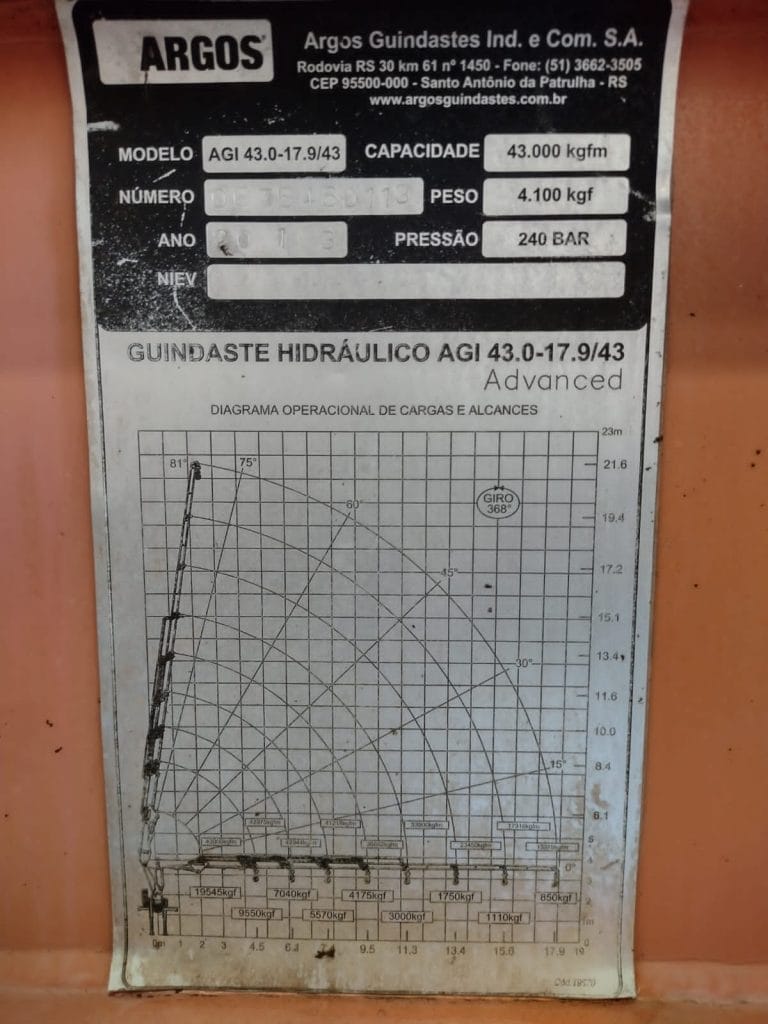 ARGOS
Argos Guindastes Ind. e Com. S.A.
Rodovia RS 30 km 61 nº 1450 - Fone: (51) 3662-3505
CEP 95500-000 - Santo Antônio da Patrulha - RS
www.argosguindastes.com.br
MODELO AGI 43.0-17.9/43 CAPACIDADE 43.000 kgfm
NÚMERO PESO 4.100 kgf
ANO 2013 PRESSÃO 240 BAR
NIEV
GUINDASTE HIDRÁULICO AGI 43.0-17.9/43
Advanced
DIAGRAMA OPERACIONAL DE CARGAS E ALCANCES
23m
81° 75° 21.6
GIRO
368°
60°
19.4
45° 17.2
15.1
30° 13.4
11.6
10.0
15° 8.4
6.1
5
4
0°
3
2
19545kgf 7040kgf 4175kgf 1750kgf 850kgf
9550kgf 5570kgf 3000kgf 1110kgf
1m
0
0m 1 2 3 4.5 9.5 11.3 13.4 15.6 17.9 19